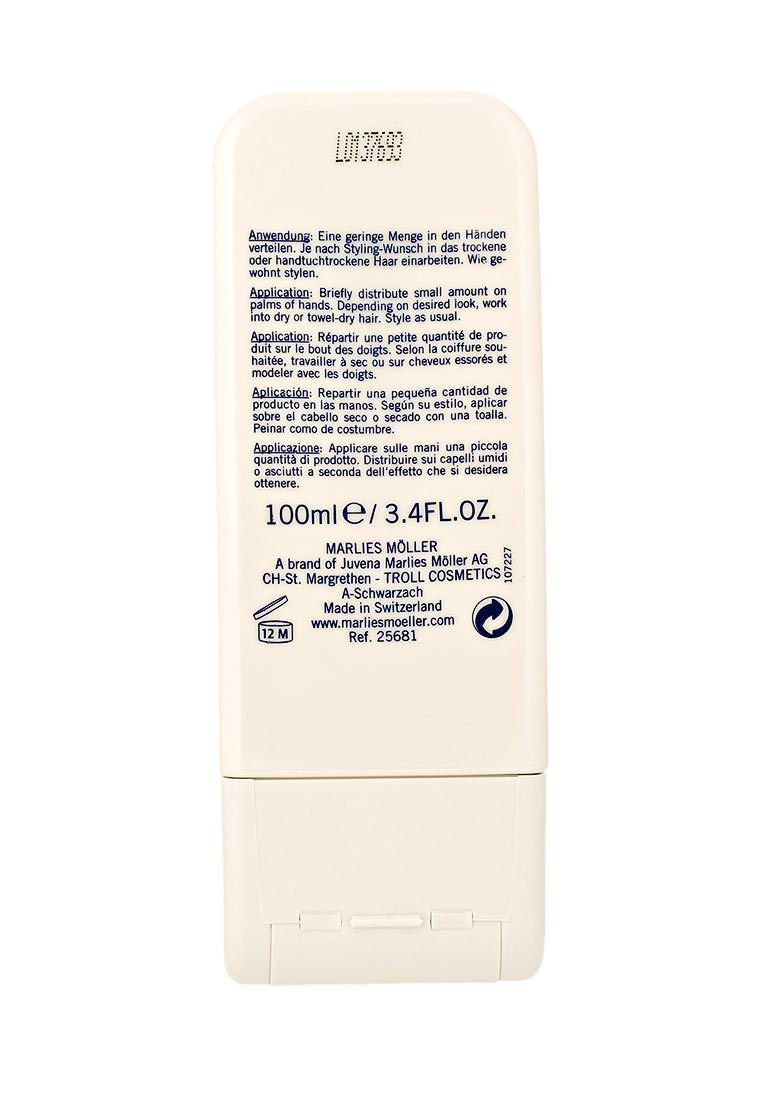 L0137693
Anwendung: Eine geringe Menge in den Händen
verteilen. Je nach Styling-Wunsch in das trockene
oder handtuchtrockene Haar einarbeiten. Wie ge-
wohnt stylen.
Application: Briefly distribute small amount on
palms of hands. Depending on desired look, work
into dry or towel-dry hair. Style as usual.
Application: Répartir une petite quantité de pro-
duit sur le bout des doigts. Selon la coiffure sou-
haitée, travailler à sec ou sur cheveux essorés et
modeler avec les doigts.
Aplicación: Repartir una pequeña cantidad de
producto en las manos. Según su estilo, aplicar
sobre el cabello seco o secado con una toalla.
Peinar como de costumbre.
Applicazione: Applicare sulle mani una piccola
quantità di prodotto. Distribuire sui capelli umidi
o asciutti a seconda dell'effetto che si desidera
ottenere.
100ml℮/ 3.4FL.OZ.
MARLIES MÖLLER
A brand of Juvena Marlies Möller AG
CH-St. Margrethen - TROLL COSMETICS
A-Schwarzach
Made in Switzerland
www.marliesmoeller.com
Ref. 25681
107227
12 M